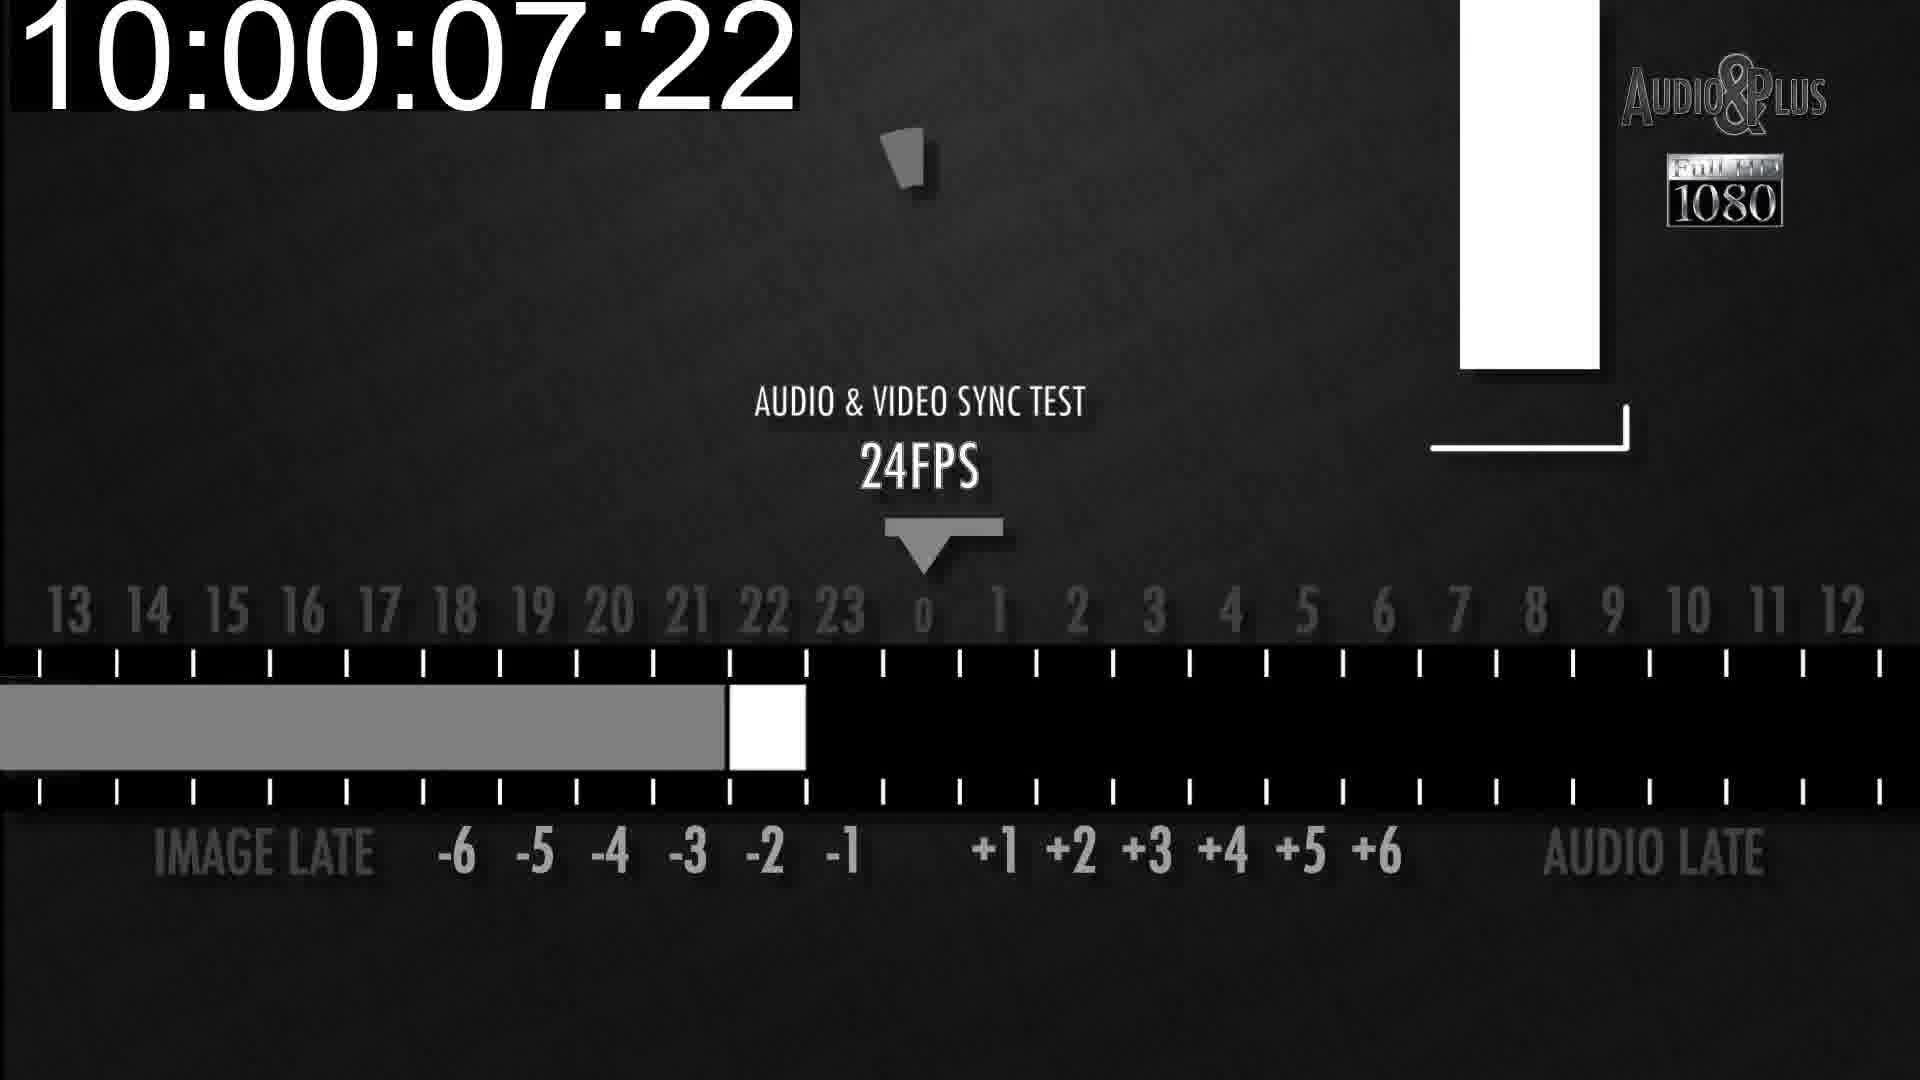 10:00:07:22
AUDIO&PLUS
Full HD
1080
AUDIO & VIDEO SYNC TEST
24FPS
13 14 15 16 17 18 19 20 21 22 23 0 1 2 3 4 5 6 7 8 9 10 11 12
IMAGE LATE -6 -5 -4 -3 -2 -1 +1 +2 +3 +4 +5 +6 AUDIO LATE